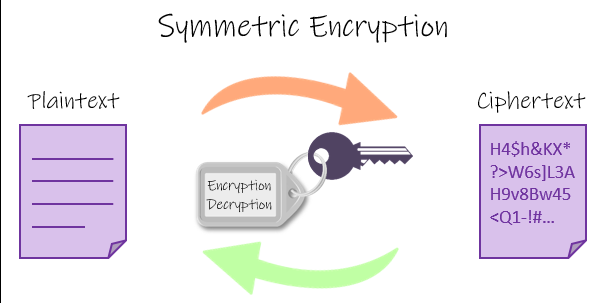 Symmetric Encryption
Plaintext
Ciphertext
Encryption
Decryption
H4$h&KX*
?>W6s]L3A
H9v8Bw45
<Q1-!#...